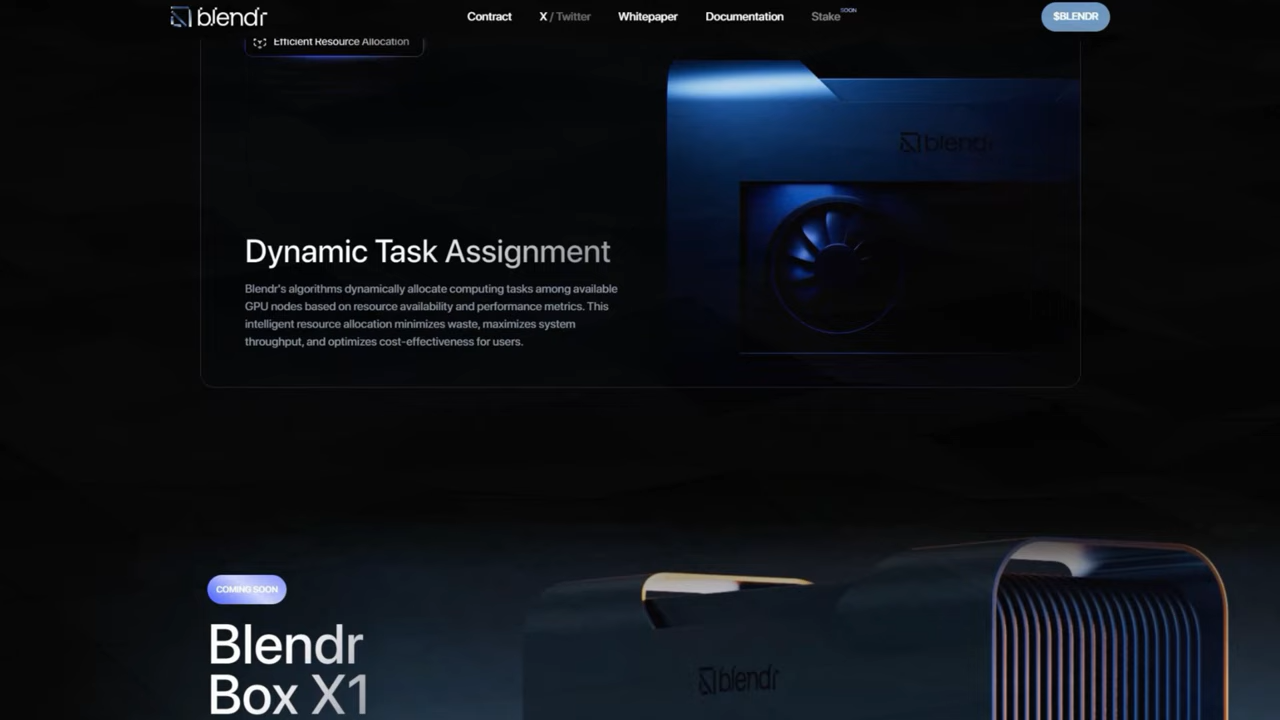 blendr
Contract
X / Twitter
Whitepaper
Documentation
Stake
SOON
$BLENDR
Efficient Resource Allocation
blendr
Dynamic Task Assignment
Blendr's algorithms dynamically allocate computing tasks among available
GPU nodes based on resource availability and performance metrics. This
intelligent resource allocation minimizes waste, maximizes system
throughput, and optimizes cost-effectiveness for users.
COMING SOON
Blendr
Box X1
blendr